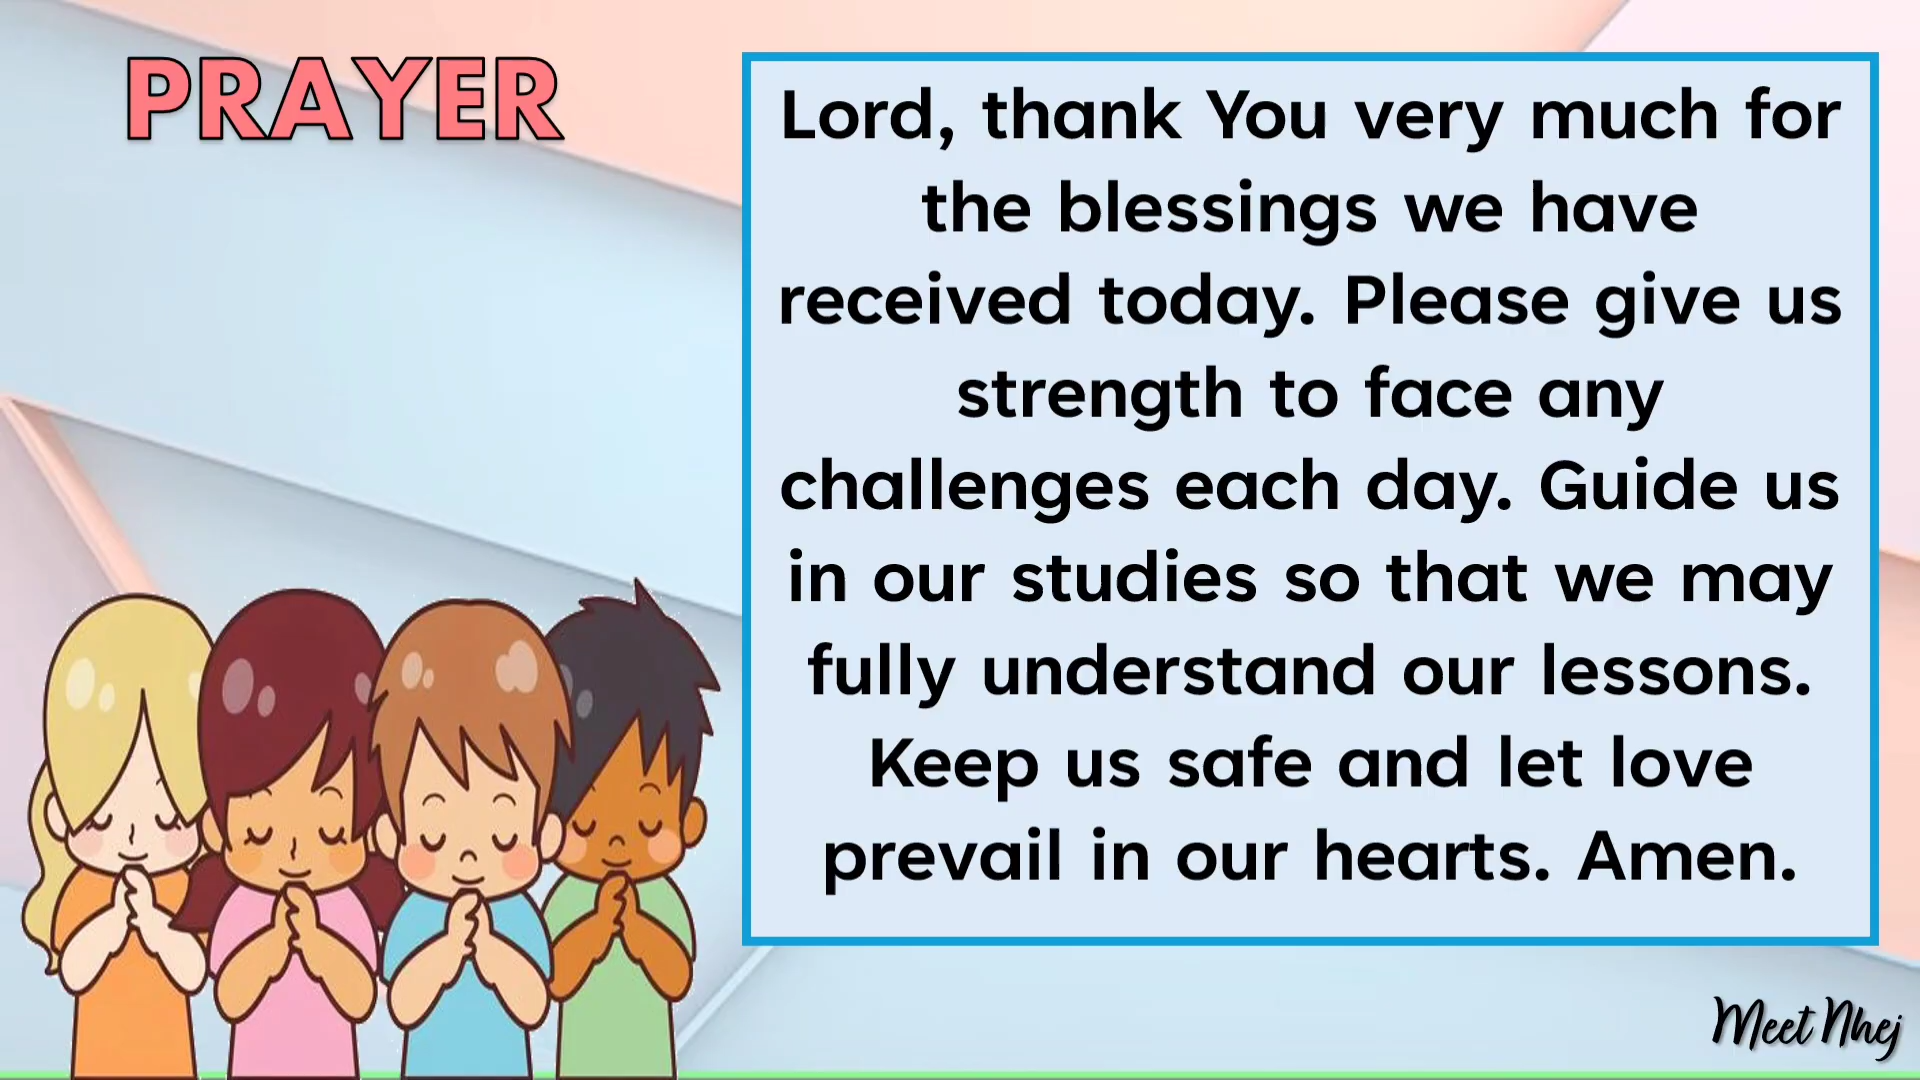 PRAYER
Lord, thank You very much for
the blessings we have
received today. Please give us
strength to face any
challenges each day. Guide us
in our studies so that we may
fully understand our lessons.
Keep us safe and let love
prevail in our hearts. Amen.
Meet Nhej